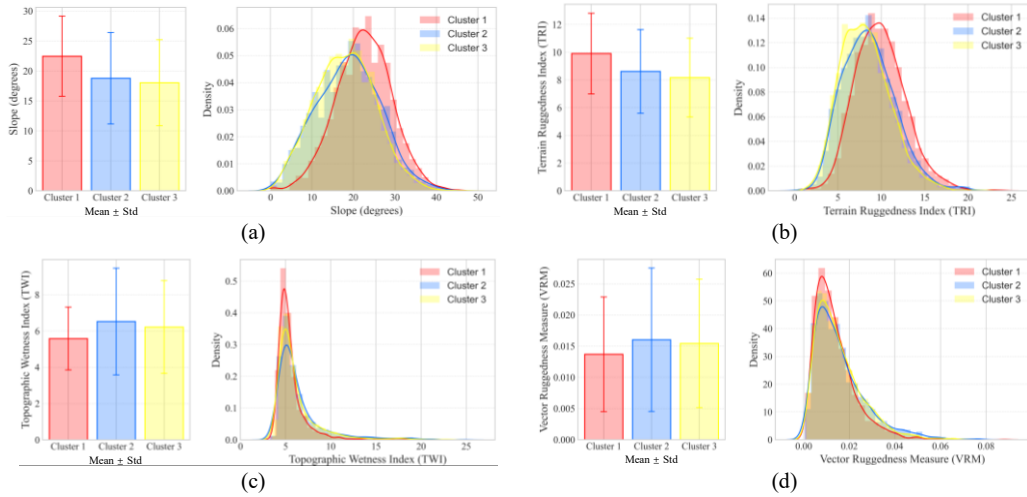 Slope (degrees)
30
25
20
15
10
5
0
Cluster 1 Cluster 2 Cluster 3
Mean ± Std
Density
0.06
0.05
0.04
0.03
0.02
0.01
0.00
Cluster 1
Cluster 2
Cluster 3
0 10 20 30 40 50
Slope (degrees)
(a)
Terrain Ruggedness Index (TRI)
12
10
8
6
4
2
0
Cluster 1 Cluster 2 Cluster 3
Mean ± Std
Density
0.14
0.12
0.10
0.08
0.06
0.04
0.02
0.00
Cluster 1
Cluster 2
Cluster 3
0 5 10 15 20 25
Terrain Ruggedness Index (TRI)
(b)
Topographic Wetness Index (TWI)
8
6
4
2
0
Cluster 1 Cluster 2 Cluster 3
Mean ± Std
Density
0.5
0.4
0.3
0.2
0.1
0.0
Cluster 1
Cluster 2
Cluster 3
0 5 10 15 20 25
Topographic Wetness Index (TWI)
(c)
Vector Ruggedness Measure (VRM)
0.025
0.020
0.015
0.010
0.005
0.000
Cluster 1 Cluster 2 Cluster 3
Mean ± Std
Density
60
50
40
30
20
10
0
Cluster 1
Cluster 2
Cluster 3
0.00 0.02 0.04 0.06 0.08
Vector Ruggedness Measure (VRM)
(d)